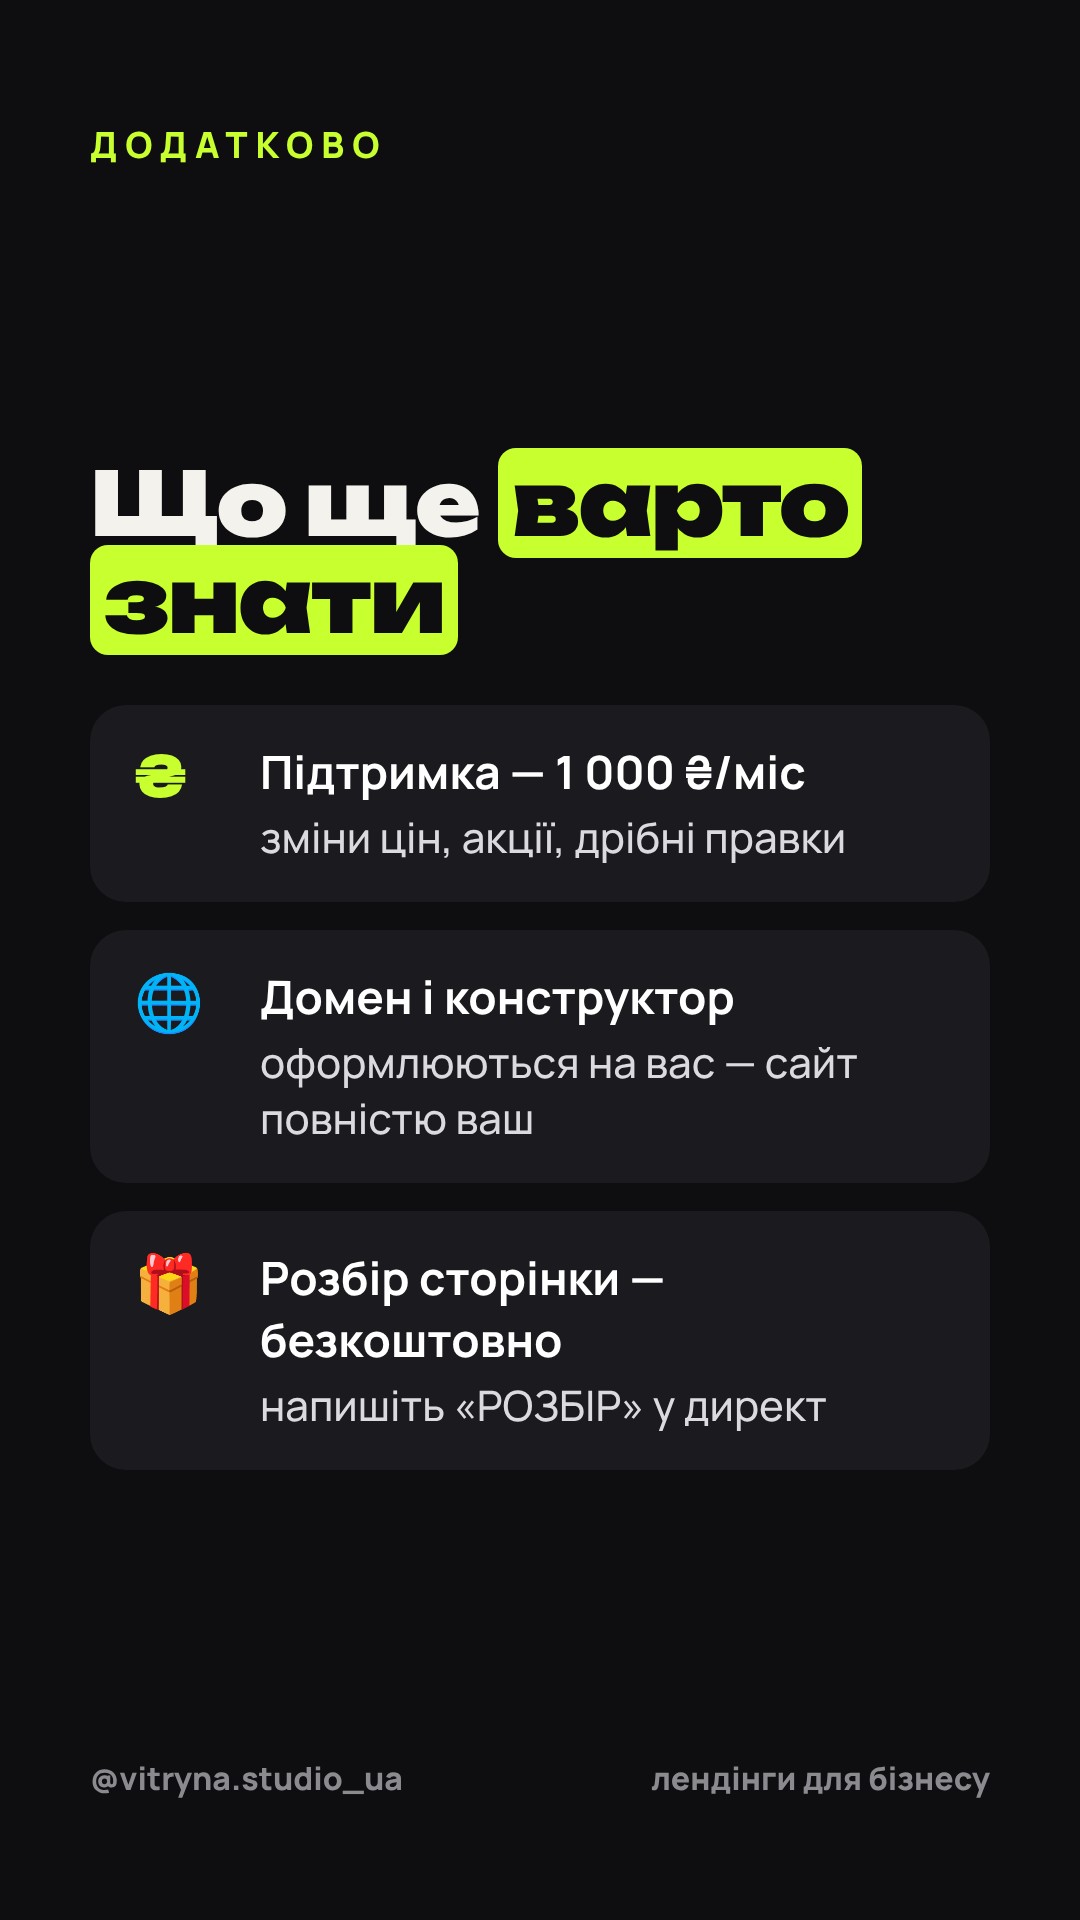 ДОДАТКОВО
Що ще варто
знати
₴
Підтримка — 1 000 ₴/міс
зміни цін, акції, дрібні правки
Домен і конструктор
оформлюються на вас — сайт
повністю ваш
Розбір сторінки —
безкоштовно
напишіть «РОЗБІР» у директ
@vitryna.studio_ua
лендінги для бізнесу